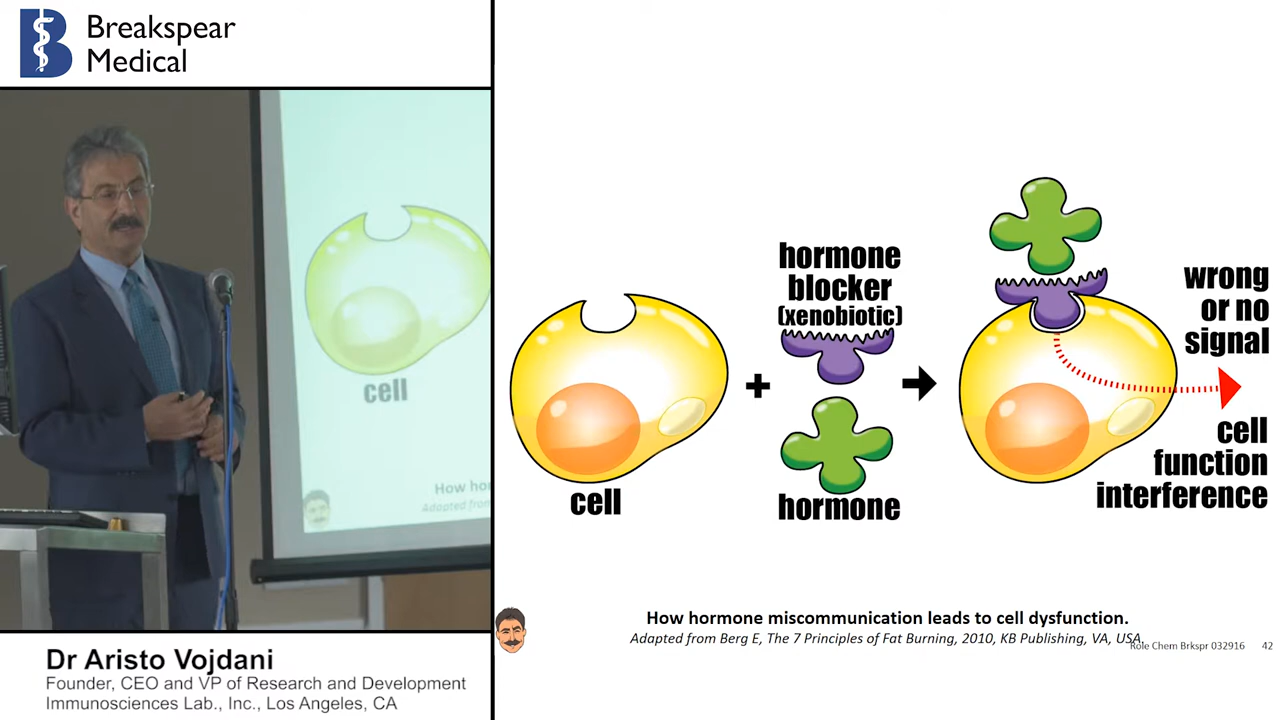 Breakspear
Medical
cell
How hor
Adapted from
Dr Aristo Vojdani
Founder, CEO and VP of Research and Development
Immunosciences Lab., Inc., Los Angeles, CA
cell
+
hormone
blocker
(xenobiotic)
hormone
wrong
or no
signal
cell
function
interference
How hormone miscommunication leads to cell dysfunction.
Adapted from Berg E, The 7 Principles of Fat Burning, 2010, KB Publishing, VA, USA.
Role Chem Brkspr 032916 42